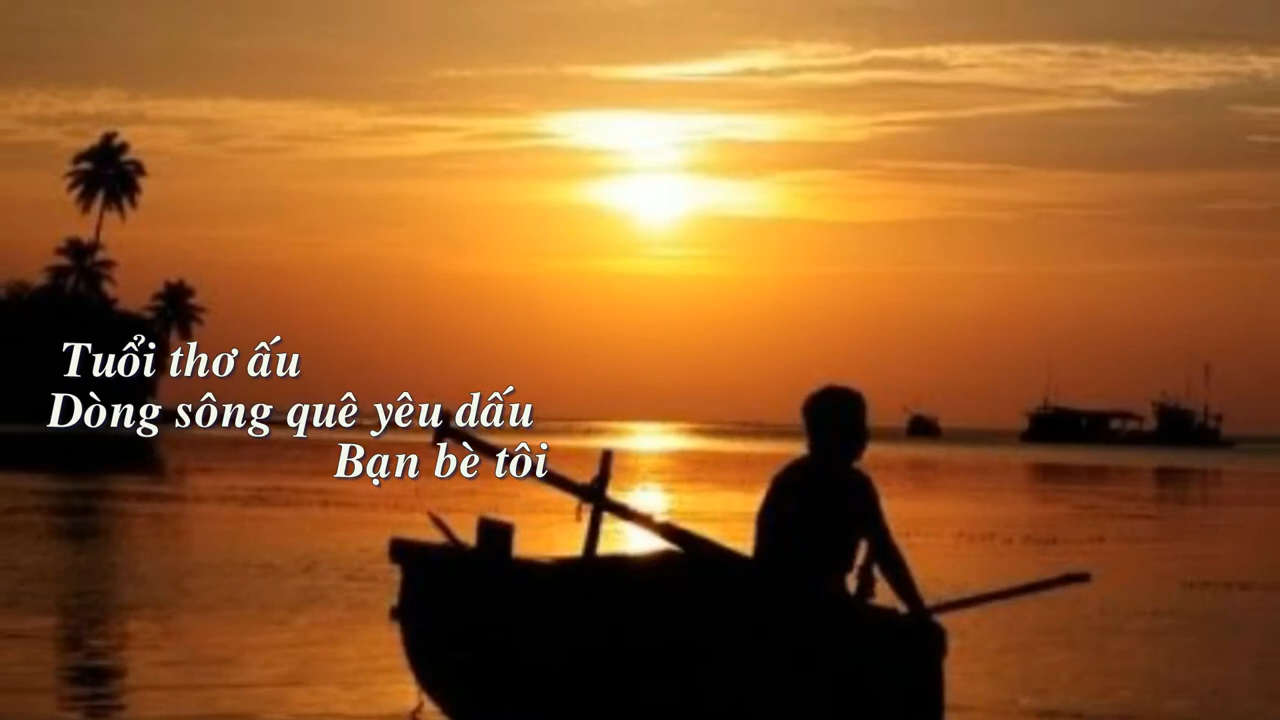 Tuổi thơ ấu
Dòng sông quê yêu dấu
Bạn bè tôi